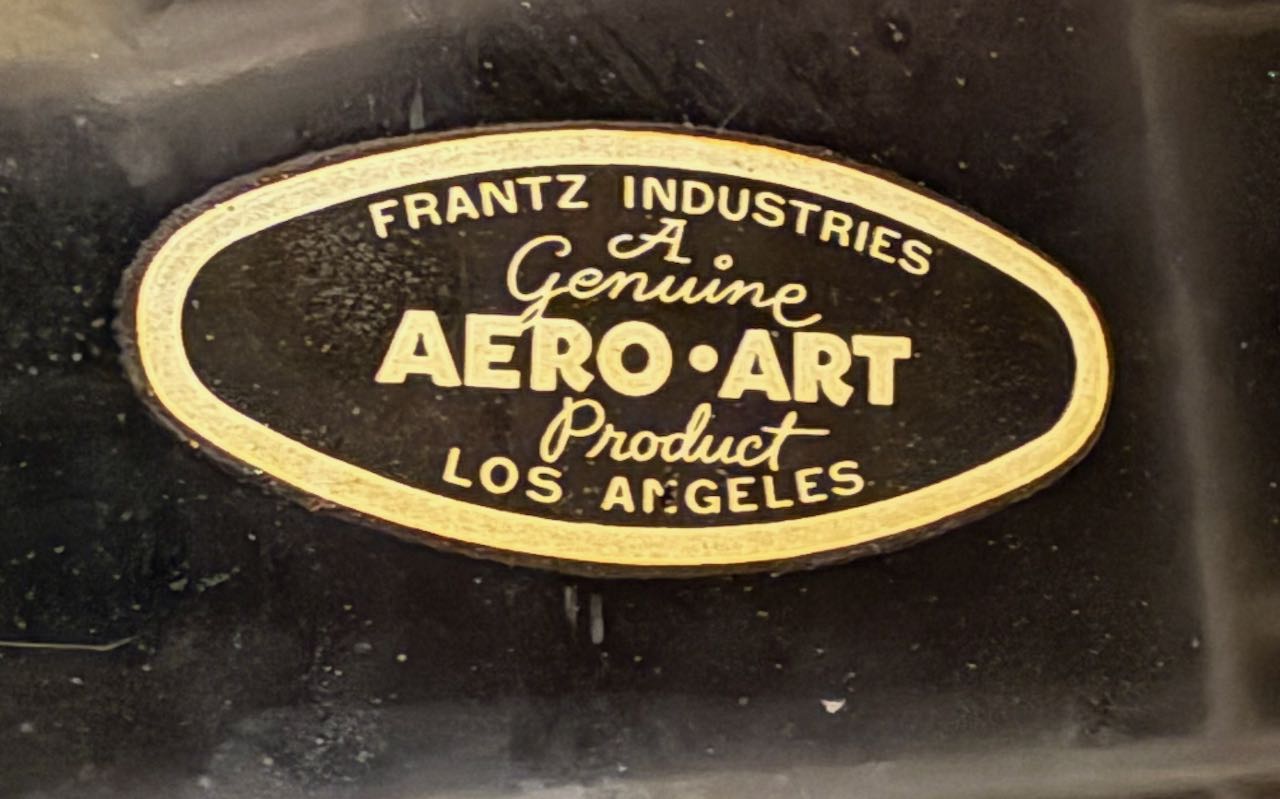 FRANTZ INDUSTRIES
A
Genuine
AERO•ART
Product
LOS ANGELES